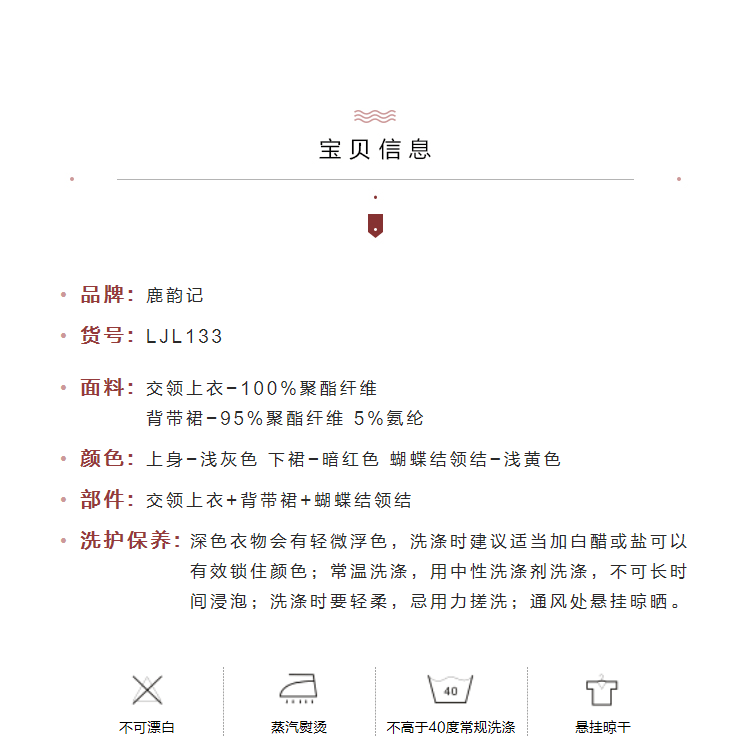 宝贝信息
品牌: 鹿韵记
货号: LJL133
面料: 交领上衣-100%聚酯纤维
背带裙-95%聚酯纤维 5%氨纶
颜色: 上身-浅灰色 下裙-暗红色 蝴蝶结领结-浅黄色
部件: 交领上衣+背带裙+蝴蝶结领结
洗护保养: 深色衣物会有轻微浮色，洗涤时建议适当加白醋或盐可以
有效锁住颜色；常温洗涤，用中性洗涤剂洗涤，不可长时
间浸泡；洗涤时要轻柔，忌用力搓洗；通风处悬挂晾晒。
40
不可漂白 蒸汽熨烫 不高于40度常规洗涤 悬挂晾干